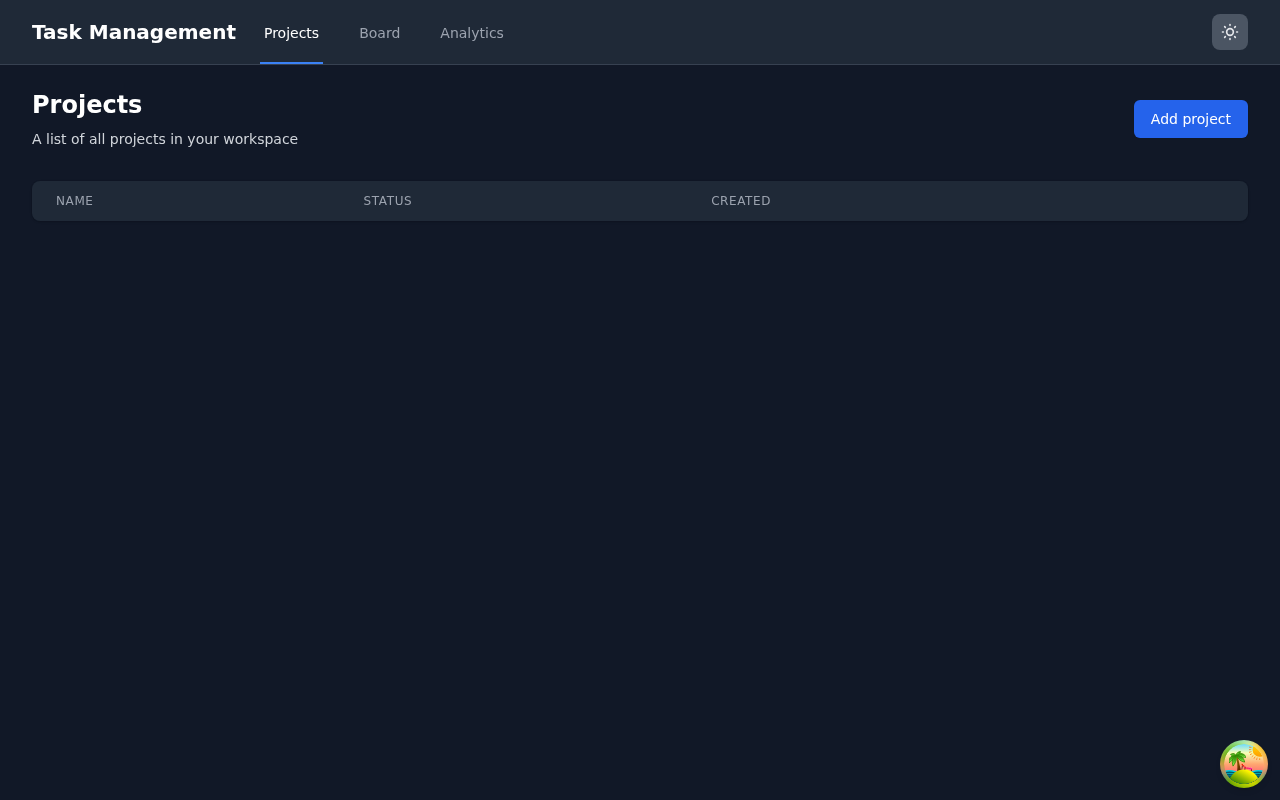 Task Management
Projects
Board
Analytics
Projects
A list of all projects in your workspace
Add project
NAME
STATUS
CREATED